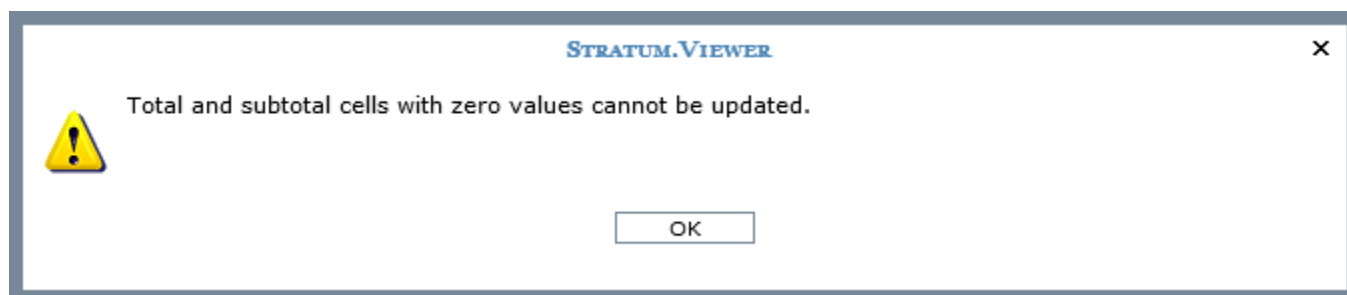 Stratum.Viewer
Total and subtotal cells with zero values cannot be updated.
OK